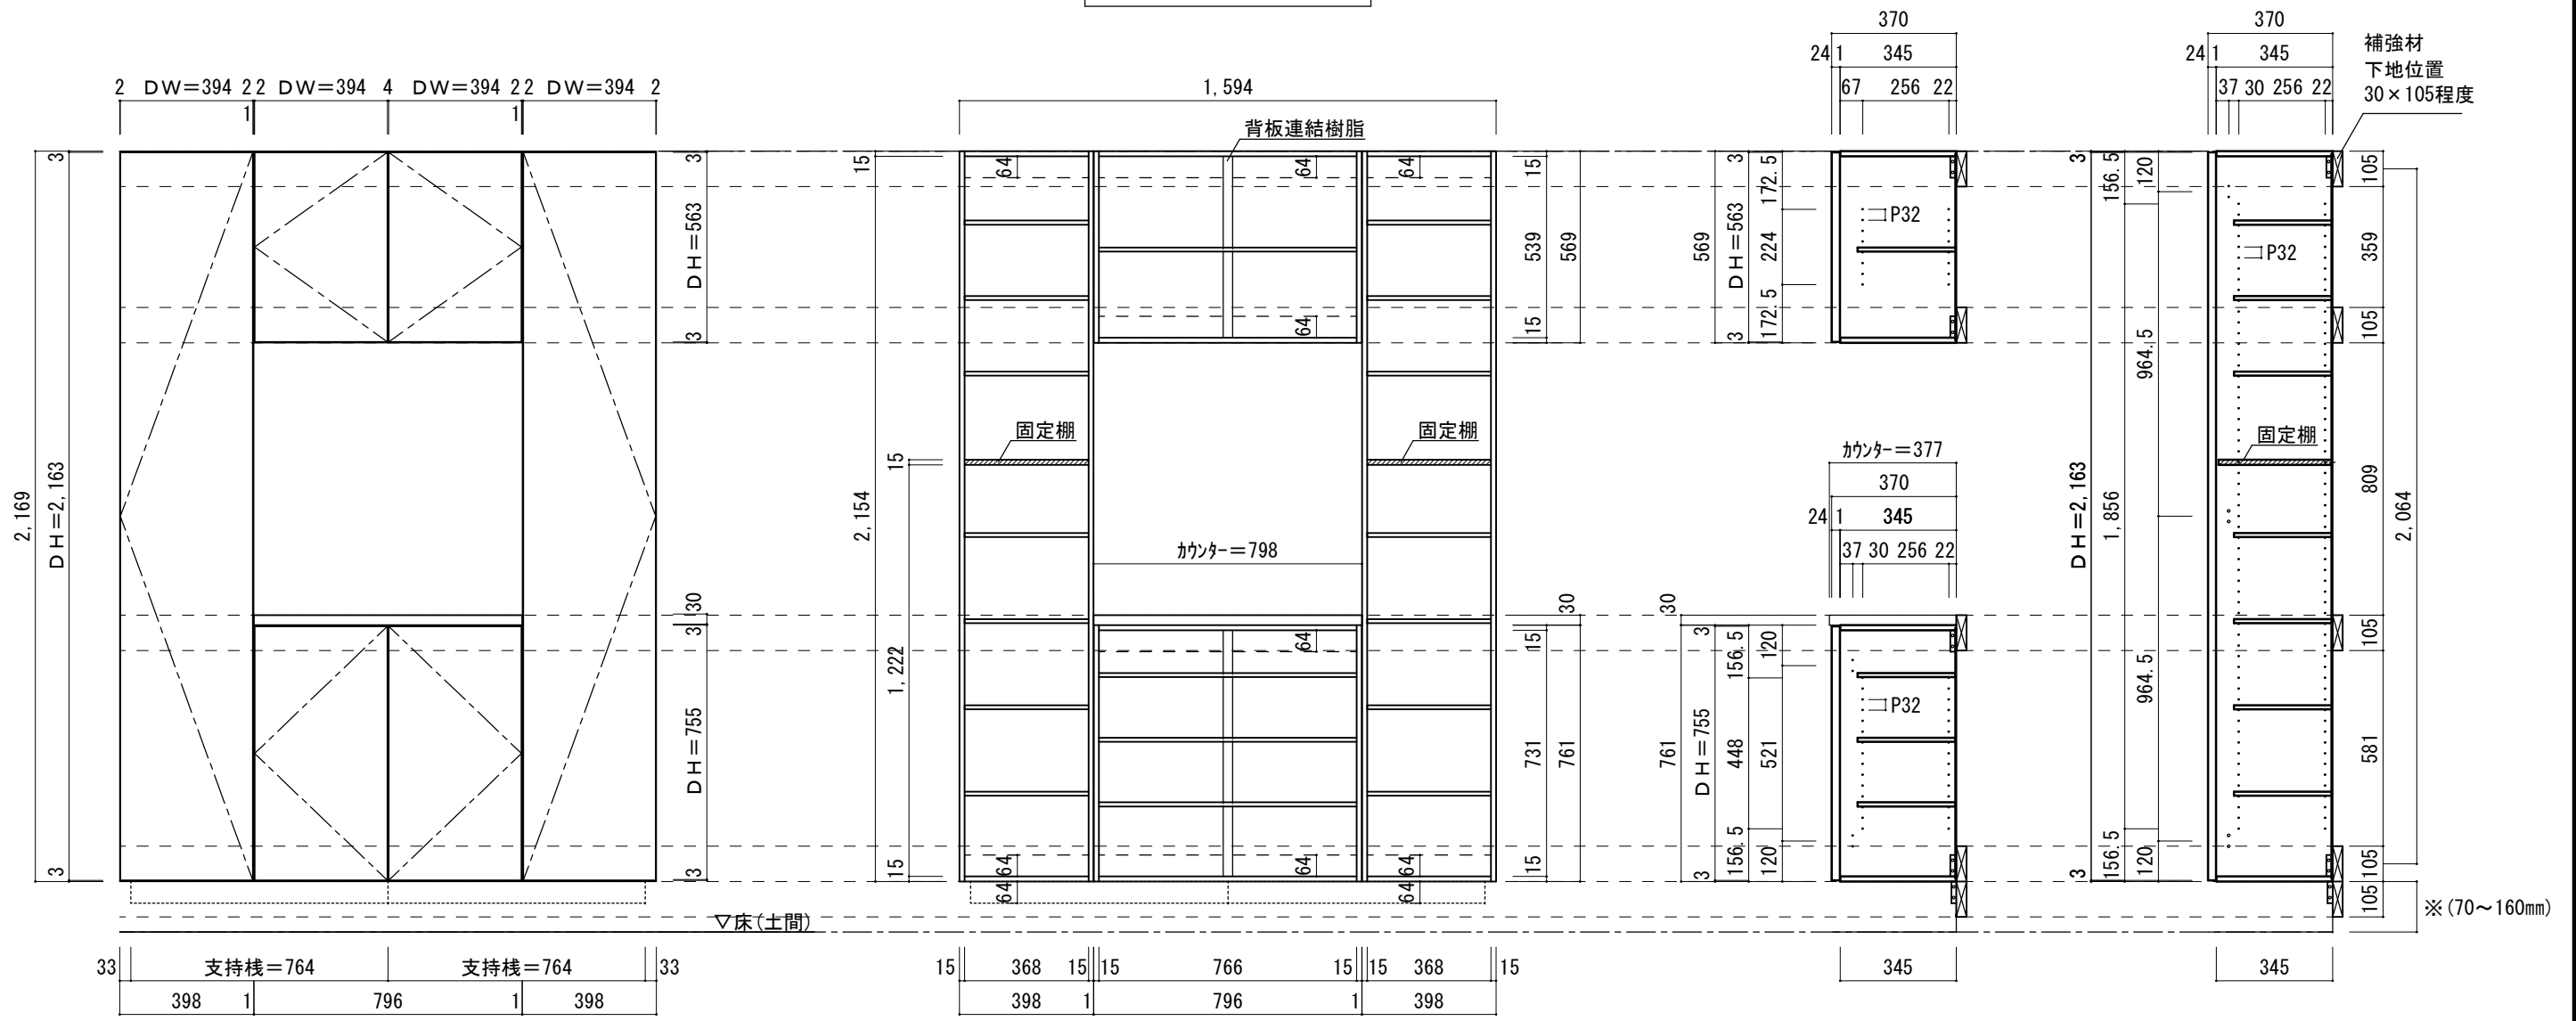 2 DW=394 2 2 DW=394 4 DW=394 2 2 DW=394 2
1 1
3
2,169
DH=2,163
3
3
DH=563
3
30
3
DH=755
3
▽床(土間)
33 支持桟=764 支持桟=764 33
398 1 796 1 398
1,594
背板連結樹脂
15
64 64 64
15
539
569
64
15
固定棚 固定棚
15
2,154
1,222
カウンター=798
30
15
64
731
761
15
64 64 64
15
64 64
15 368 15 15 766 15 15 368 15
398 1 796 1 398
370
24 1 345
67 256 22
3
172.5
569
DH=563
224
P32
172.5
3
カウンター=377
370
24 1 345
37 30 256 22
30
3
156.5
120
P32
761
DH=755
448
521
156.5
120
3
345
370
24 1 345
37 30 256 22
補強材
下地位置
30×105程度
3
156.5
120
105
P32
359
964.5
105
固定棚
DH=2,163
1,856
809
2,064
964.5
105
581
156.5
120
3
105
105
※(70~160㎜)
345